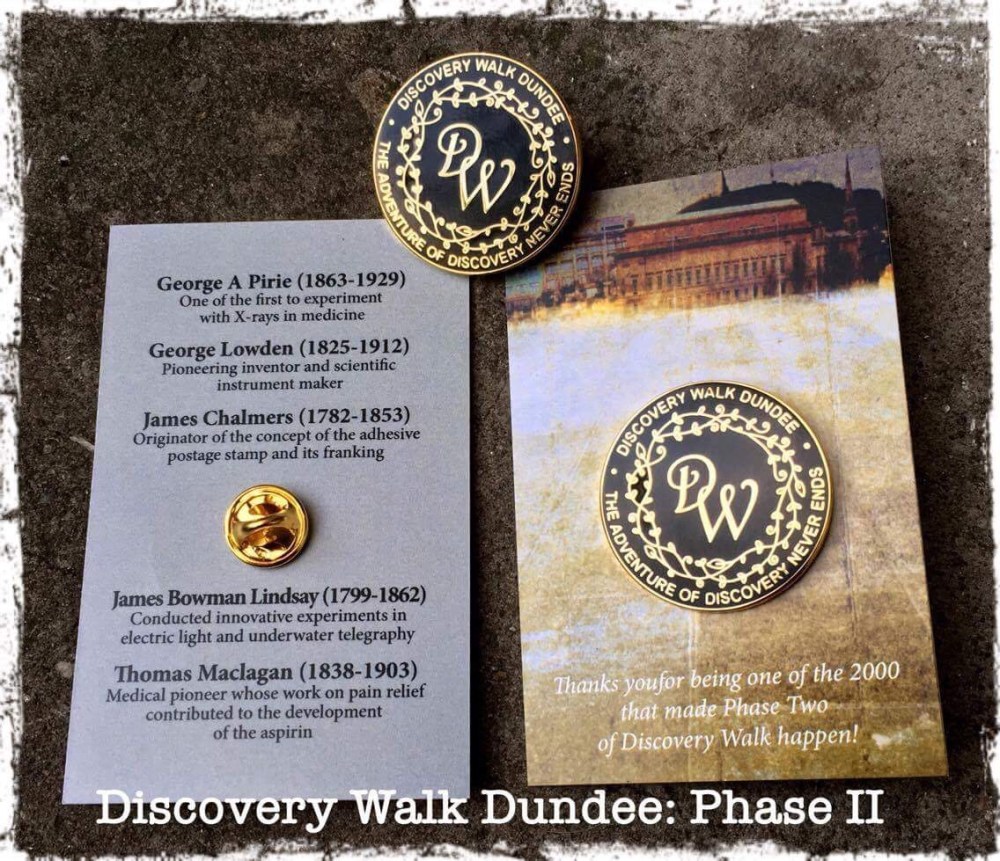 DISCOVERY WALK DUNDEE
DW
THE ADVENTURE OF DISCOVERY NEVER ENDS
George A Pirie (1863-1929)
One of the first to experiment
with X-rays in medicine
George Lowden (1825-1912)
Pioneering inventor and scientific
instrument maker
James Chalmers (1782-1853)
Originator of the concept of the adhesive
postage stamp and its franking
James Bowman Lindsay (1799-1862)
Conducted innovative experiments in
electric light and underwater telegraphy
Thomas Maclagan (1838-1903)
Medical pioneer whose work on pain relief
contributed to the development
of the aspirin
DISCOVERY WALK DUNDEE
DW
THE ADVENTURE OF DISCOVERY NEVER ENDS
Thanks youfor being one of the 2000
that made Phase Two
of Discovery Walk happen!
Discovery Walk Dundee: Phase II